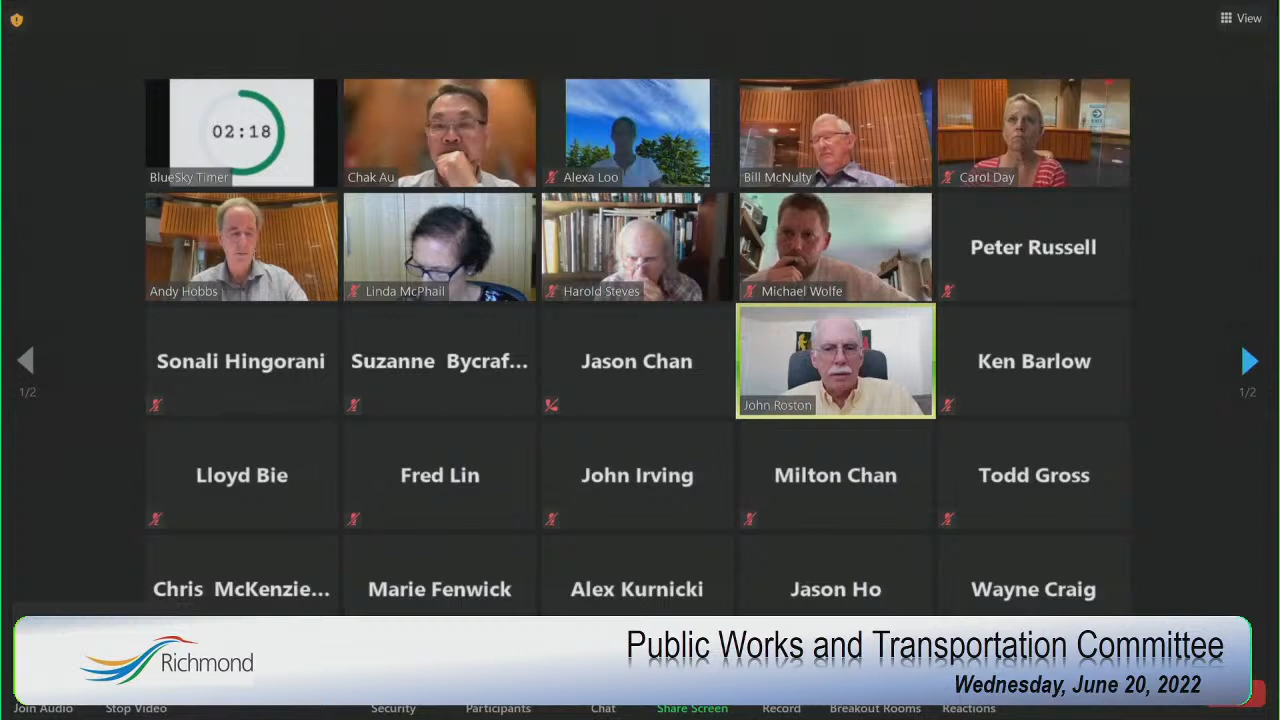 View
02:18
BlueSky Timer
Chak Au
Alexa Loo
Bill McNulty
Carol Day
Andy Hobbs
Linda McPhail
Harold Steves
Michael Wolfe
Peter Russell
Sonali Hingorani
Suzanne Bycraf...
Jason Chan
John Roston
Ken Barlow
1/2
1/2
Lloyd Bie
Fred Lin
John Irving
Milton Chan
Todd Gross
Chris McKenzie...
Marie Fenwick
Alex Kurnicki
Jason Ho
Wayne Craig
Richmond
Public Works and Transportation Committee
Wednesday, June 20, 2022
Join Audio
Stop Video
Security
Participants
Chat
Share Screen
Record
Breakout Rooms
Reactions